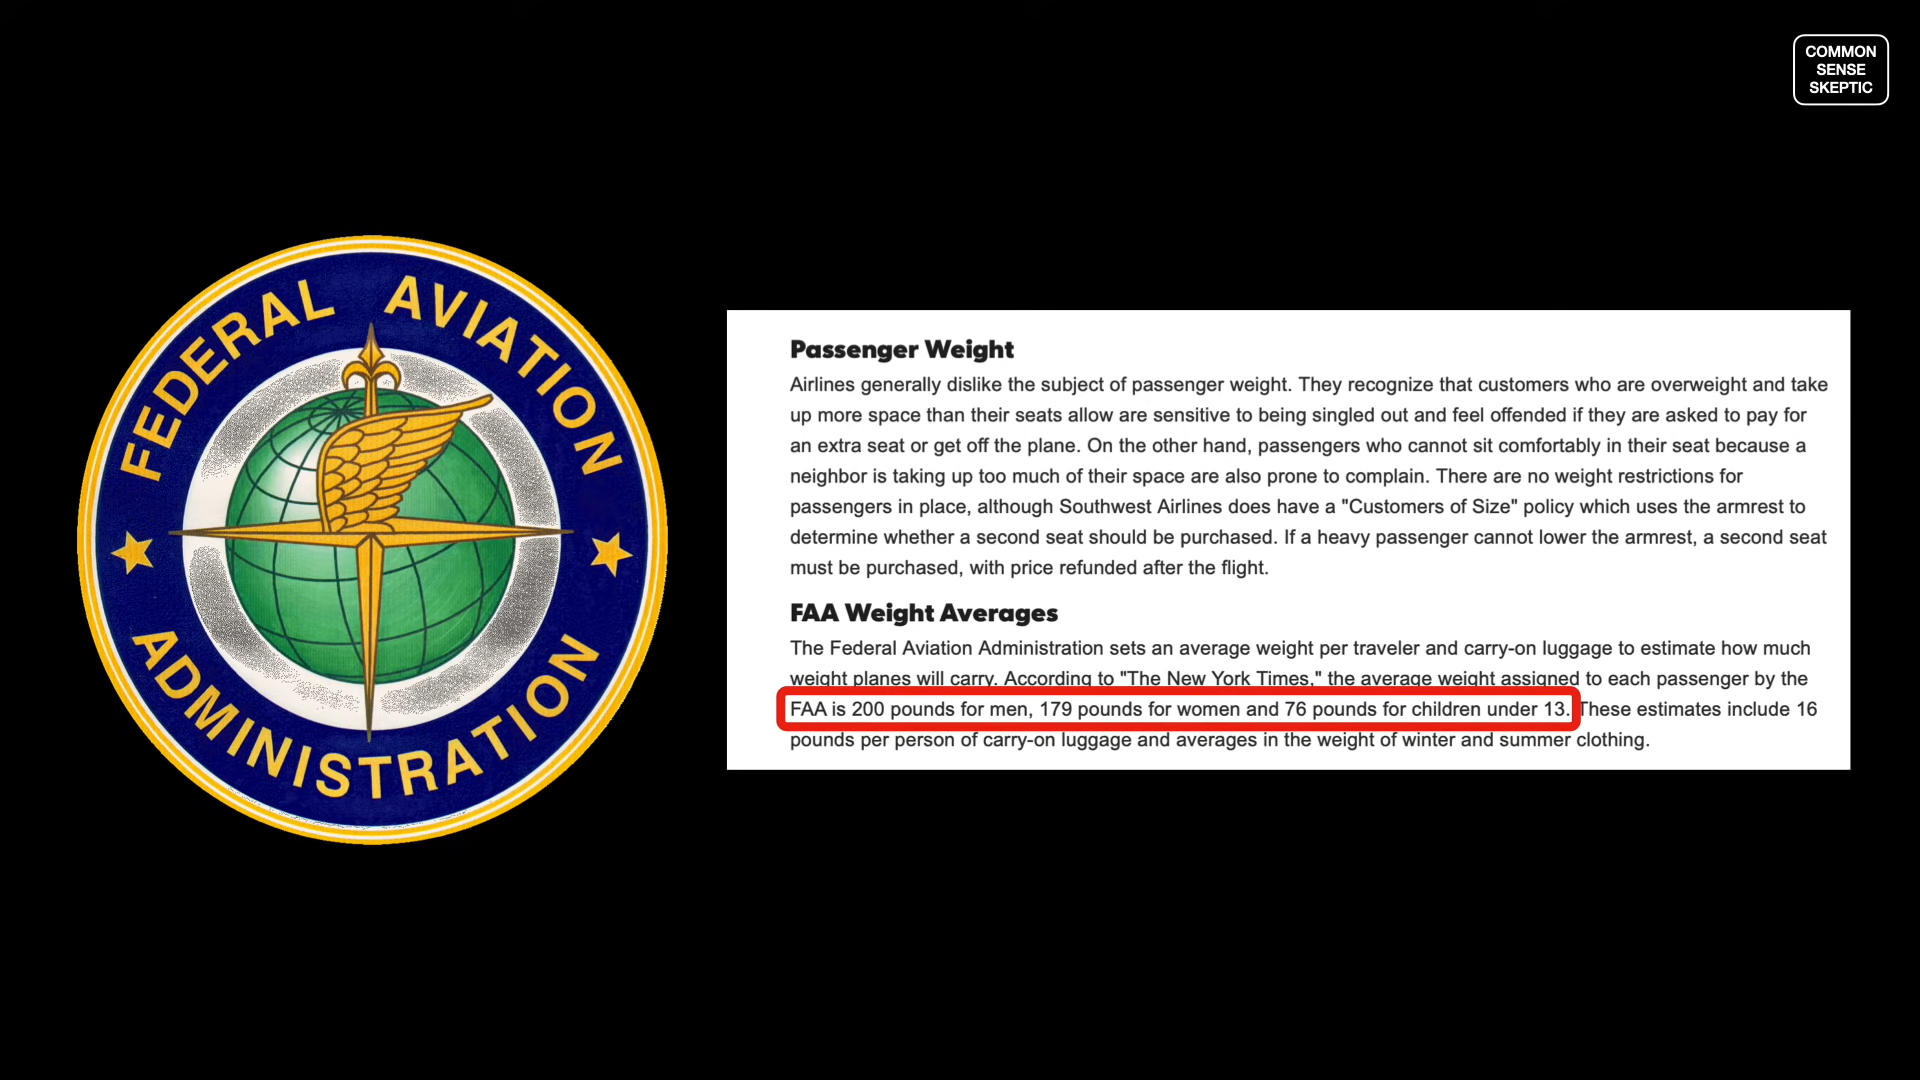 COMMON
SENSE
SKEPTIC
FEDERAL AVIATION
ADMINISTRATION
Passenger Weight
Airlines generally dislike the subject of passenger weight. They recognize that customers who are overweight and take
up more space than their seats allow are sensitive to being singled out and feel offended if they are asked to pay for
an extra seat or get off the plane. On the other hand, passengers who cannot sit comfortably in their seat because a
neighbor is taking up too much of their space are also prone to complain. There are no weight restrictions for
passengers in place, although Southwest Airlines does have a "Customers of Size" policy which uses the armrest to
determine whether a second seat should be purchased. If a heavy passenger cannot lower the armrest, a second seat
must be purchased, with price refunded after the flight.
FAA Weight Averages
The Federal Aviation Administration sets an average weight per traveler and carry-on luggage to estimate how much
weight planes will carry. According to "The New York Times," the average weight assigned to each passenger by the
FAA is 200 pounds for men, 179 pounds for women and 76 pounds for children under 13. These estimates include 16
pounds per person of carry-on luggage and averages in the weight of winter and summer clothing.